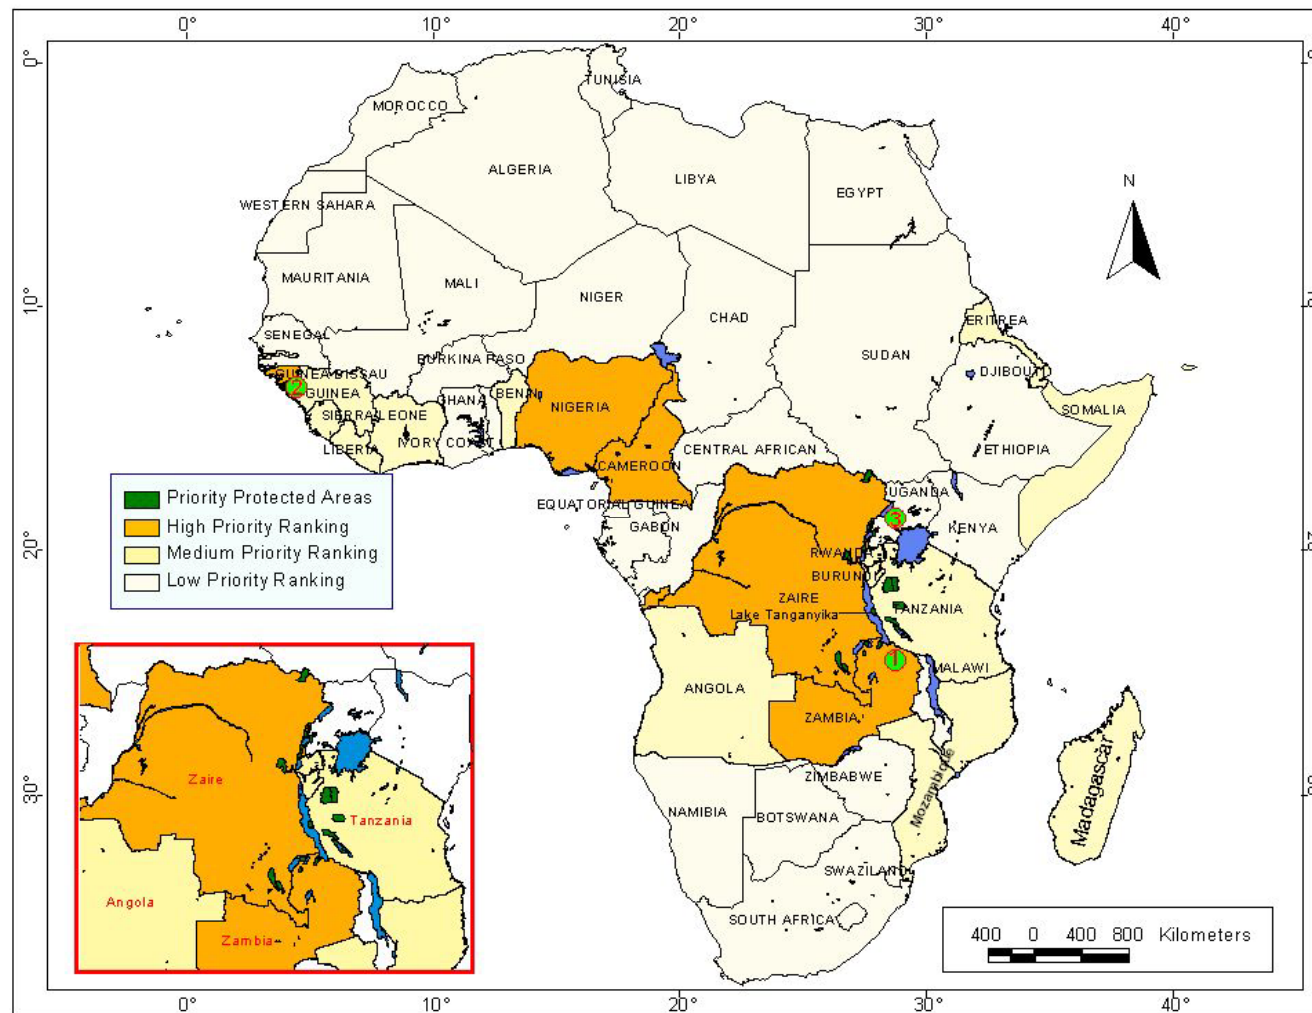 0° 10° 20° 30° 40°
0°
TUNISIA
MOROCCO
ALGERIA
LIBYA
EGYPT
N
WESTERN SAHARA
MAURITANIA
MALI
NIGER
CHAD
SUDAN
10°
ERITREA
SENEGAL
BURKINA FASO
DJIBOUTI
GUINEA BISSAU
2
GUINEA
GHANA
BENIN
NIGERIA
SOMALIA
SIERRA LEONE
LIBERIA
IVORY COAST
CENTRAL AFRICAN
ETHIOPIA
CAMEROON
UGANDA
EQUATORIAL GUINEA
GABON
3
KENYA
20°
RWANDA
BURUNDI
ZAIRE
Lake Tanganyika
TANZANIA
1
MALAWI
ANGOLA
ZAMBIA
ZIMBABWE
Mozambique
Madagascar
30°
NAMIBIA
BOTSWANA
SWAZILAND
SOUTH AFRICA
Priority Protected Areas
High Priority Ranking
Medium Priority Ranking
Low Priority Ranking
Zaire
Tanzania
Angola
Zambia
400 0 400 800 Kilometers
0° 10° 20° 30° 40°